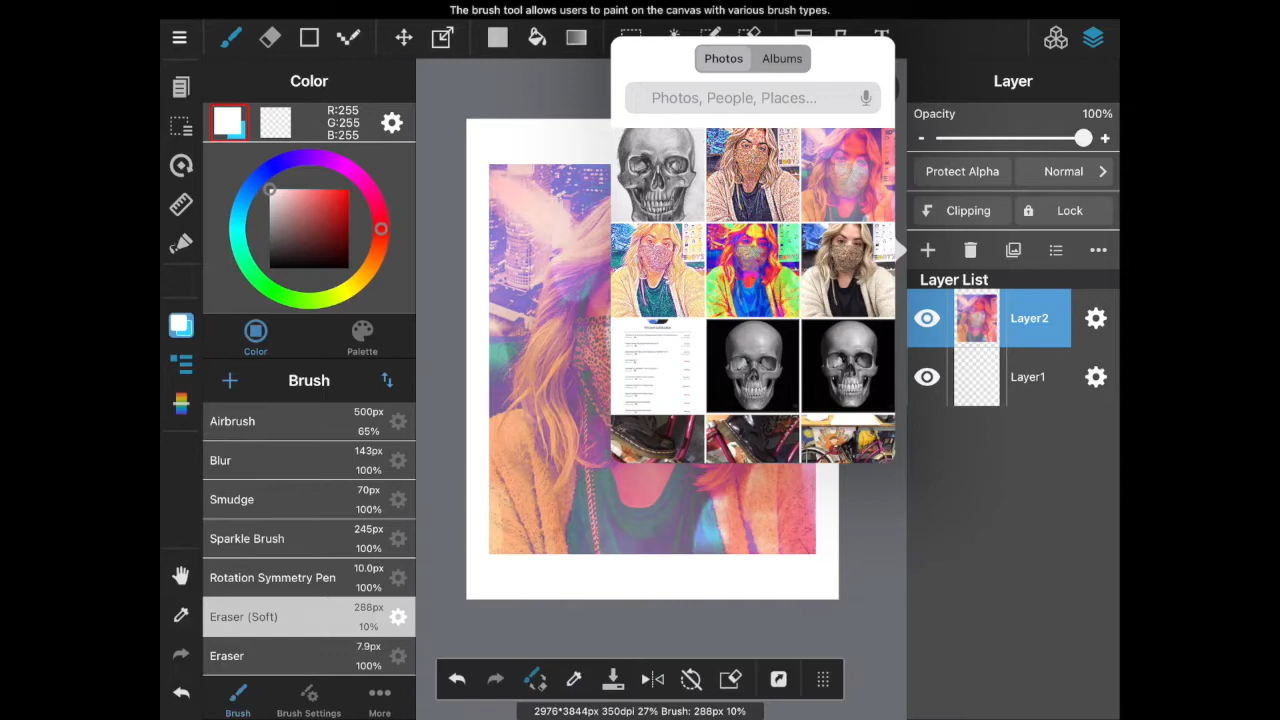 The brush tool allows users to paint on the canvas with various brush types.
Color
R:255
G:255
B:255
Color
Palette
Brush
Airbrush
500px
65%
Blur
143px
100%
Smudge
70px
100%
Sparkle Brush
245px
100%
Rotation Symmetry Pen
10.0px
100%
Eraser (Soft)
288px
10%
Eraser
7.9px
100%
Brush
Brush Settings
More
Photos
Albums
Photos, People, Places...
2976*3844px 350dpi 27% Brush: 288px 10%
Layer
Opacity
100%
- +
Protect Alpha
Normal
Clipping
Lock
Layer List
Layer2
Layer1